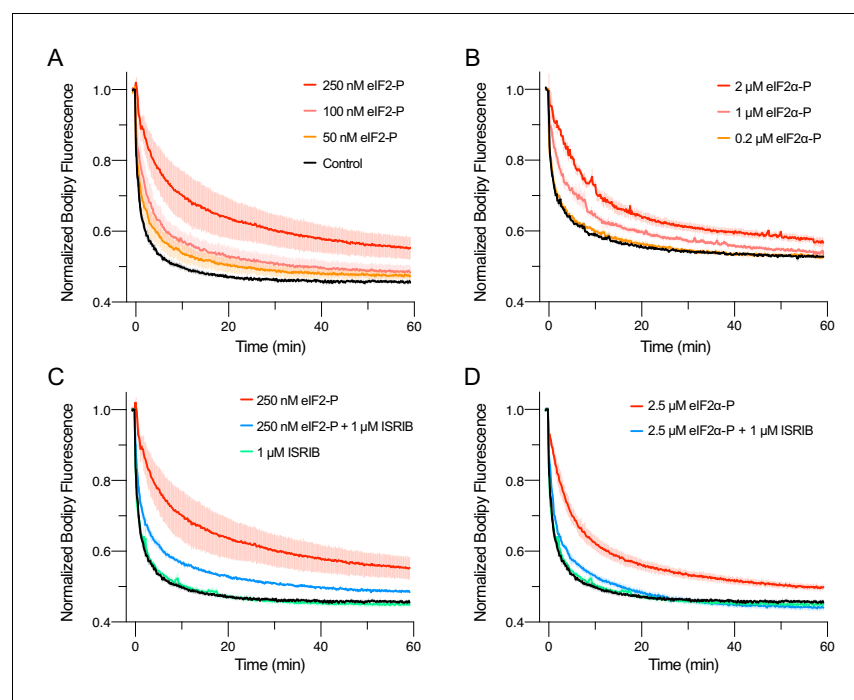 A
Normalized Bodipy Fluorescence
1.0
0.8
0.6
0.4
0
20
40
60
Time (min)
250 nM eIF2-P
100 nM eIF2-P
50 nM eIF2-P
Control
B
Normalized Bodipy Fluorescence
1.0
0.8
0.6
0.4
0
20
40
60
Time (min)
2 µM eIF2α-P
1 µM eIF2α-P
0.2 µM eIF2α-P
C
Normalized Bodipy Fluorescence
1.0
0.8
0.6
0.4
0
20
40
60
Time (min)
250 nM eIF2-P
250 nM eIF2-P + 1 µM ISRIB
1 µM ISRIB
D
Normalized Bodipy Fluorescence
1.0
0.8
0.6
0.4
0
20
40
60
Time (min)
2.5 µM eIF2α-P
2.5 µM eIF2α-P + 1 µM ISRIB